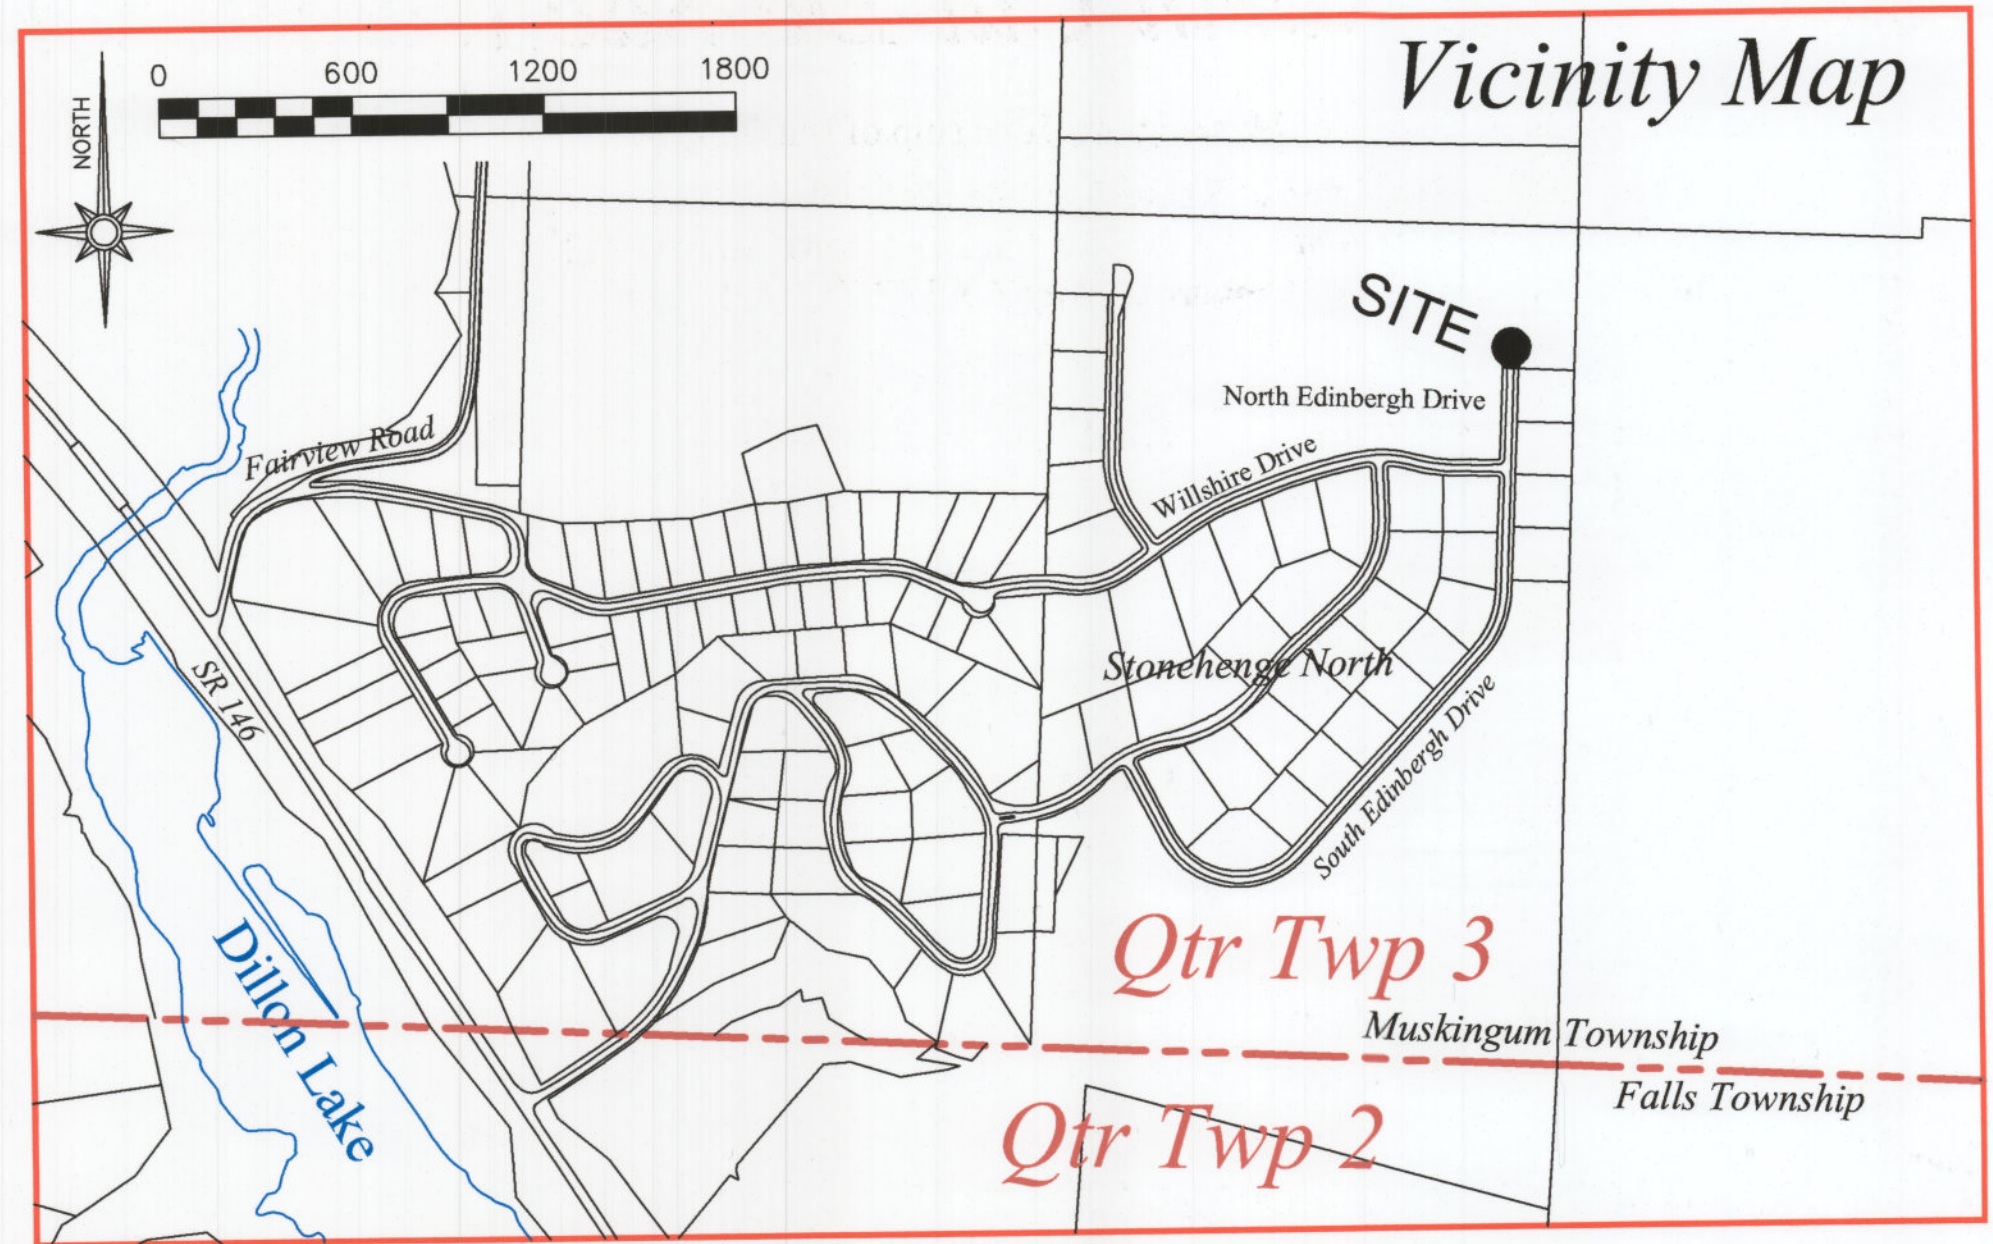 Vicinity Map
0 600 1200 1800
NORTH
SITE
North Edinbergh Drive
Fairview Road
Willshire Drive
Stonehenge North
SR 146
South Edinbergh Drive
Dillon Lake
Qtr Twp 3
Muskingum Township
Falls Township
Qtr Twp 2